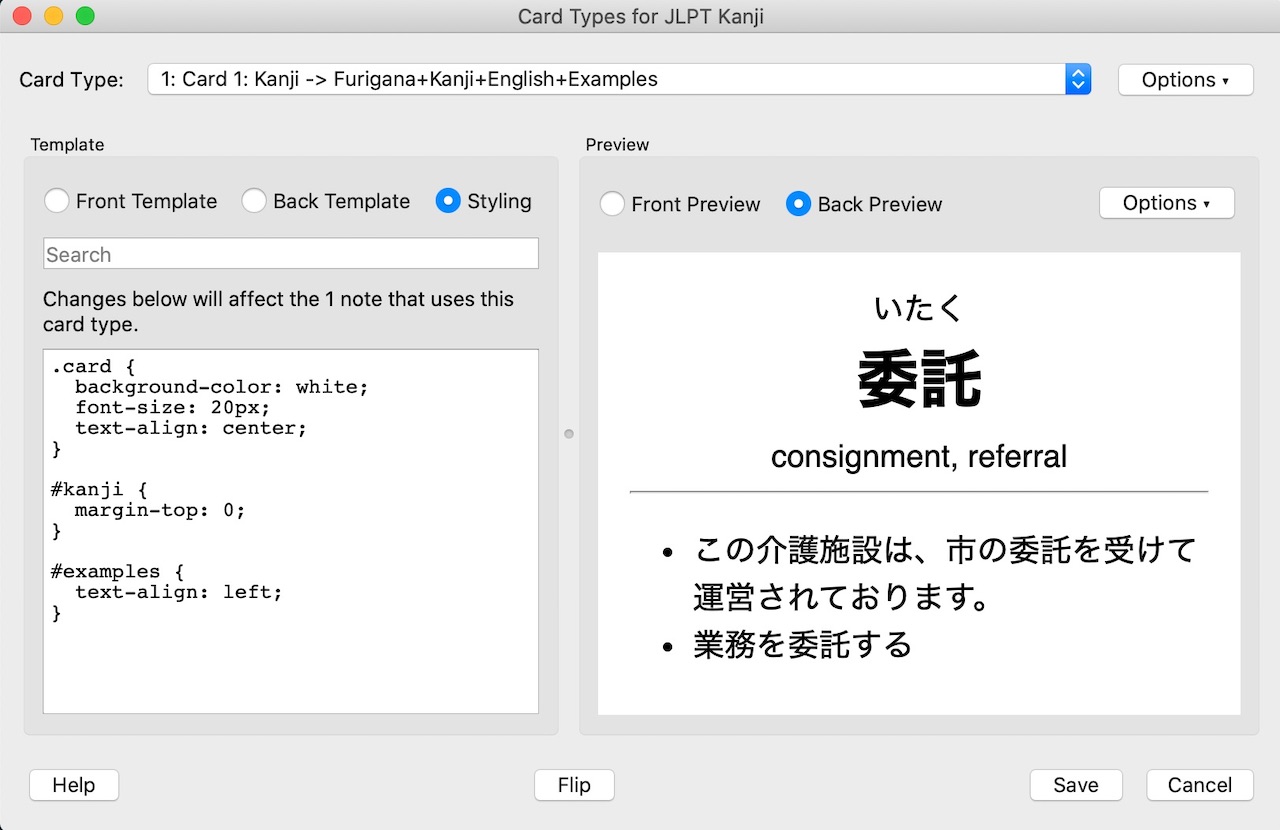 Card Types for JLPT Kanji
Card Type:
1: Card 1: Kanji -> Furigana+Kanji+English+Examples
Options ▾
Template
Front Template
Back Template
Styling
Search
Changes below will affect the 1 note that uses this
card type.
.card {
  background-color: white;
  font-size: 20px;
  text-align: center;
}
#kanji {
  margin-top: 0;
}
#examples {
  text-align: left;
}
Preview
Front Preview
Back Preview
Options ▾
いたく
委託
consignment, referral
• この介護施設は、市の委託を受けて
運営されております。
• 業務を委託する
Help
Flip
Save
Cancel